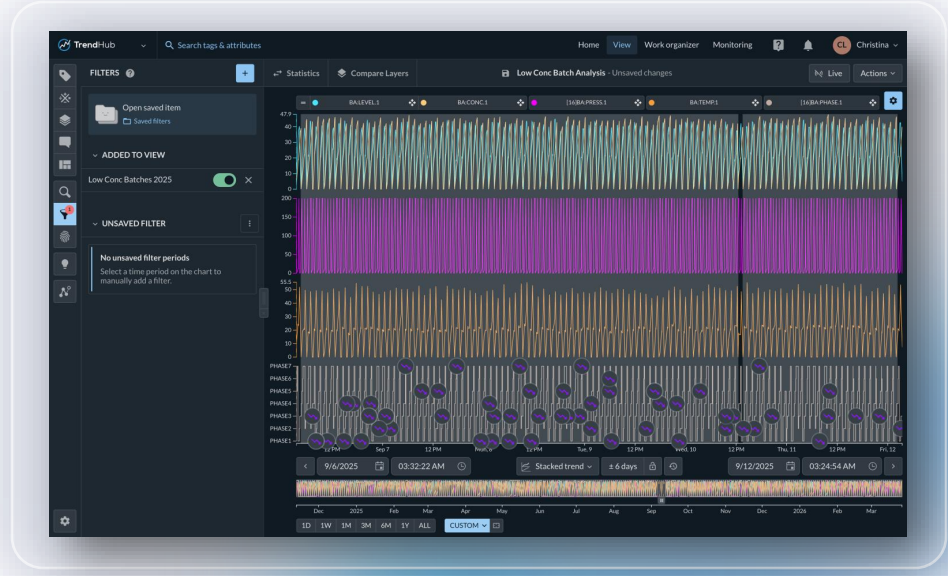 TrendHub
Search tags & attributes
Home View Work organizer Monitoring CL Christina
FILTERS +
Statistics Compare Layers Low Conc Batch Analysis - Unsaved changes Live Actions
Open saved item
Saved filters
ADDED TO VIEW
Low Conc Batches 2025
UNSAVED FILTER
No unsaved filter periods
Select a time period on the chart to
manually add a filter.
BA:LEVEL.1 BA:CONC.1 [16]BA:PRESS.1 BA:TEMP.1 [16]BA:PHASE.1
47.9
40
30
20
10
0
200
150
100
50
0
55.5
50
40
30
20
10
0
PHASE7
PHASE6
PHASE5
PHASE4
PHASE3
PHASE2
PHASE1
12 PM Sep 7 12 PM Mon, 8 12 PM Tue, 9 12 PM Wed, 10 12 PM Thu, 11 12 PM Fri, 12
9/6/2025 03:32:22 AM Stacked trend ± 6 days 9/12/2025 03:24:54 AM
Dec 2025 Feb Mar Apr May Jun Jul Aug Sep Oct Nov Dec 2026 Feb Mar
1D 1W 1M 3M 6M 1Y ALL CUSTOM